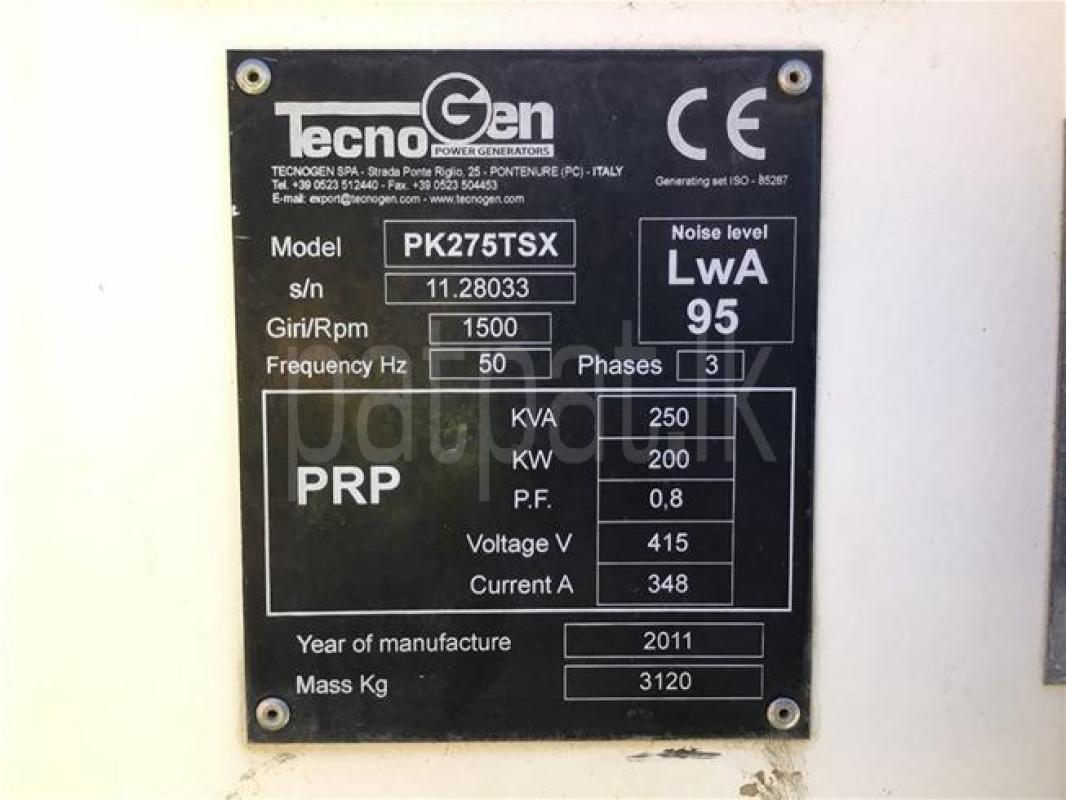 TecnoGen
POWER GENERATORS
CE
TECNOGEN SPA - Strada Ponte Riglio, 25 - PONTENURE (PC) - ITALY
Tel. +39 0523 512440 - Fax. +39 0523 504453
E-mail: export@tecnogen.com - www.tecnogen.com
Generating set ISO - 85287
Model PK275TSX
s/n 11.28033
Noise level
LwA
95
Giri/Rpm 1500
Frequency Hz 50 Phases 3
patpat.lk
PRP
KVA 250
KW 200
P.F. 0,8
Voltage V 415
Current A 348
Year of manufacture 2011
Mass Kg 3120